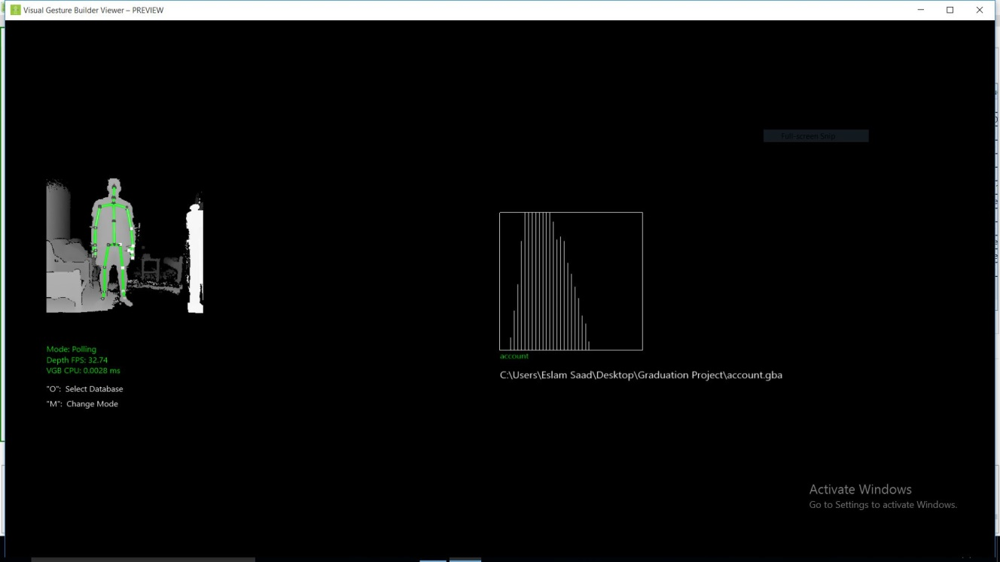 Visual Gesture Builder Viewer – PREVIEW
Full-screen Snip
Mode: Polling
Depth FPS: 32.74
VGB CPU: 0.0028 ms
"O":  Select Database
"M":  Change Mode
account
C:\Users\Eslam Saad\Desktop\Graduation Project\account.gba
Activate Windows
Go to Settings to activate Windows.